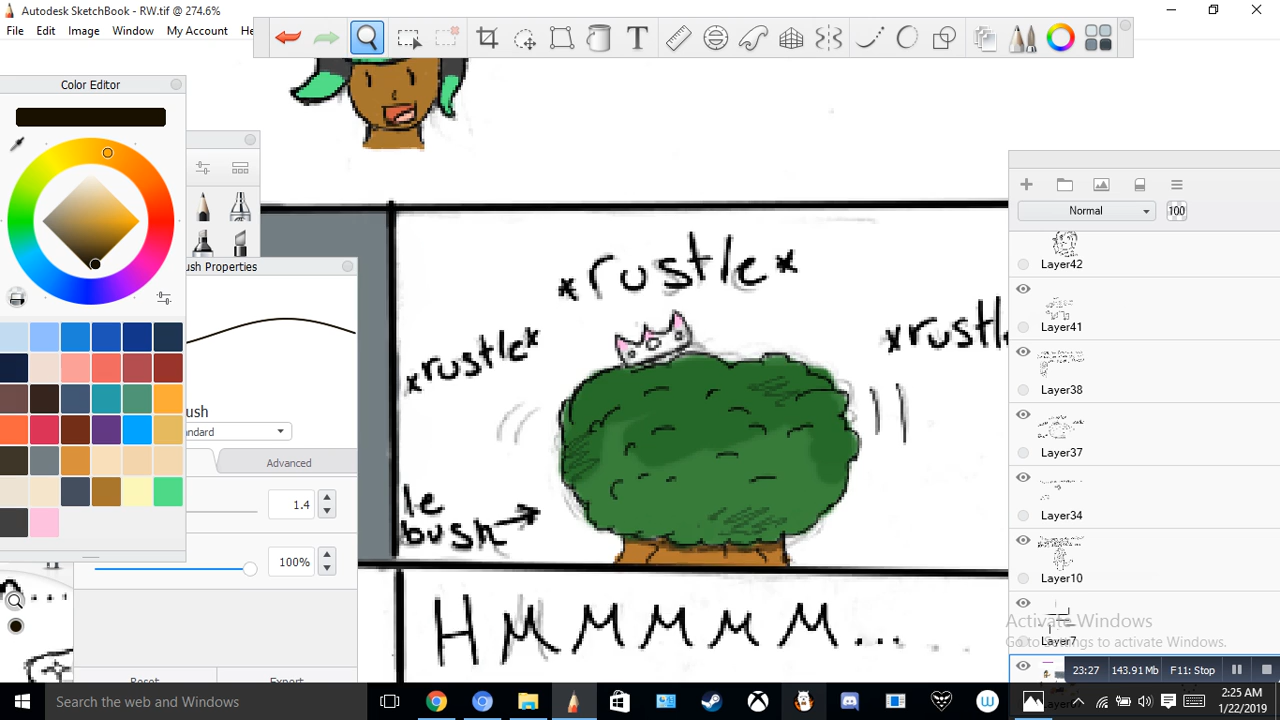 Autodesk SketchBook - RW.tif @ 274.6%
File Edit Image Window My Account He
Color Editor
ush Properties
ush
ndard
Advanced
1.4
100%
Reset Export
*rustle*
*rustle*
*rustl
le
bush
HMMMMM...
Normal 100
Layer42
Layer41
Layer38
Layer37
Layer34
Layer10
Layer7
Activate Windows
Go to Settings to activate Windows.
23:27 143.91 Mb F11: Stop
Search the web and Windows
2:25 AM
1/22/2019